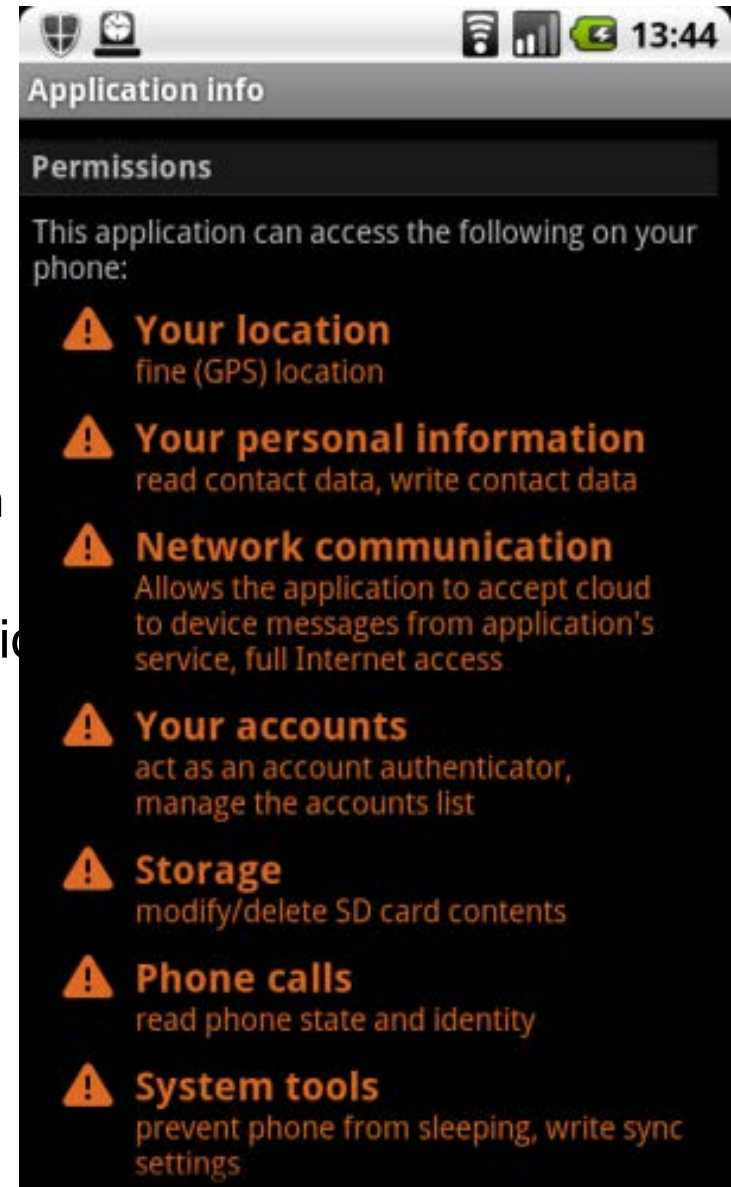 13:44
Application info
Permissions
This application can access the following on your
phone:
Your location
fine (GPS) location
Your personal information
read contact data, write contact data
Network communication
Allows the application to accept cloud
to device messages from application's
service, full Internet access
Your accounts
act as an account authenticator,
manage the accounts list
Storage
modify/delete SD card contents
Phone calls
read phone state and identity
System tools
prevent phone from sleeping, write sync
settings